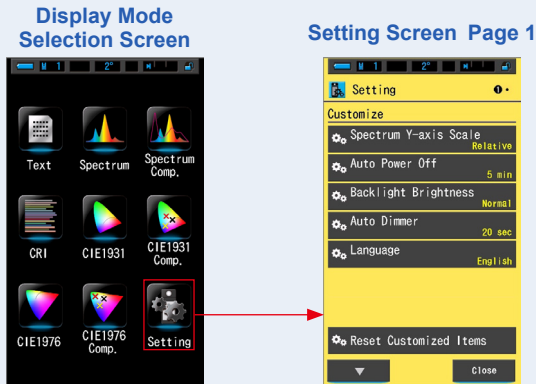 Display Mode
Selection Screen
M 1 2°
Text
Spectrum
Spectrum
Comp.
CRI
CIE1931
CIE1931
Comp.
CIE1976
CIE1976
Comp.
Setting
Setting Screen Page 1
M 1 2°
Setting
1
Customize
Spectrum Y-axis Scale
Relative
Auto Power Off
5 min
Backlight Brightness
Normal
Auto Dimmer
20 sec
Language
English
Reset Customized Items
Close